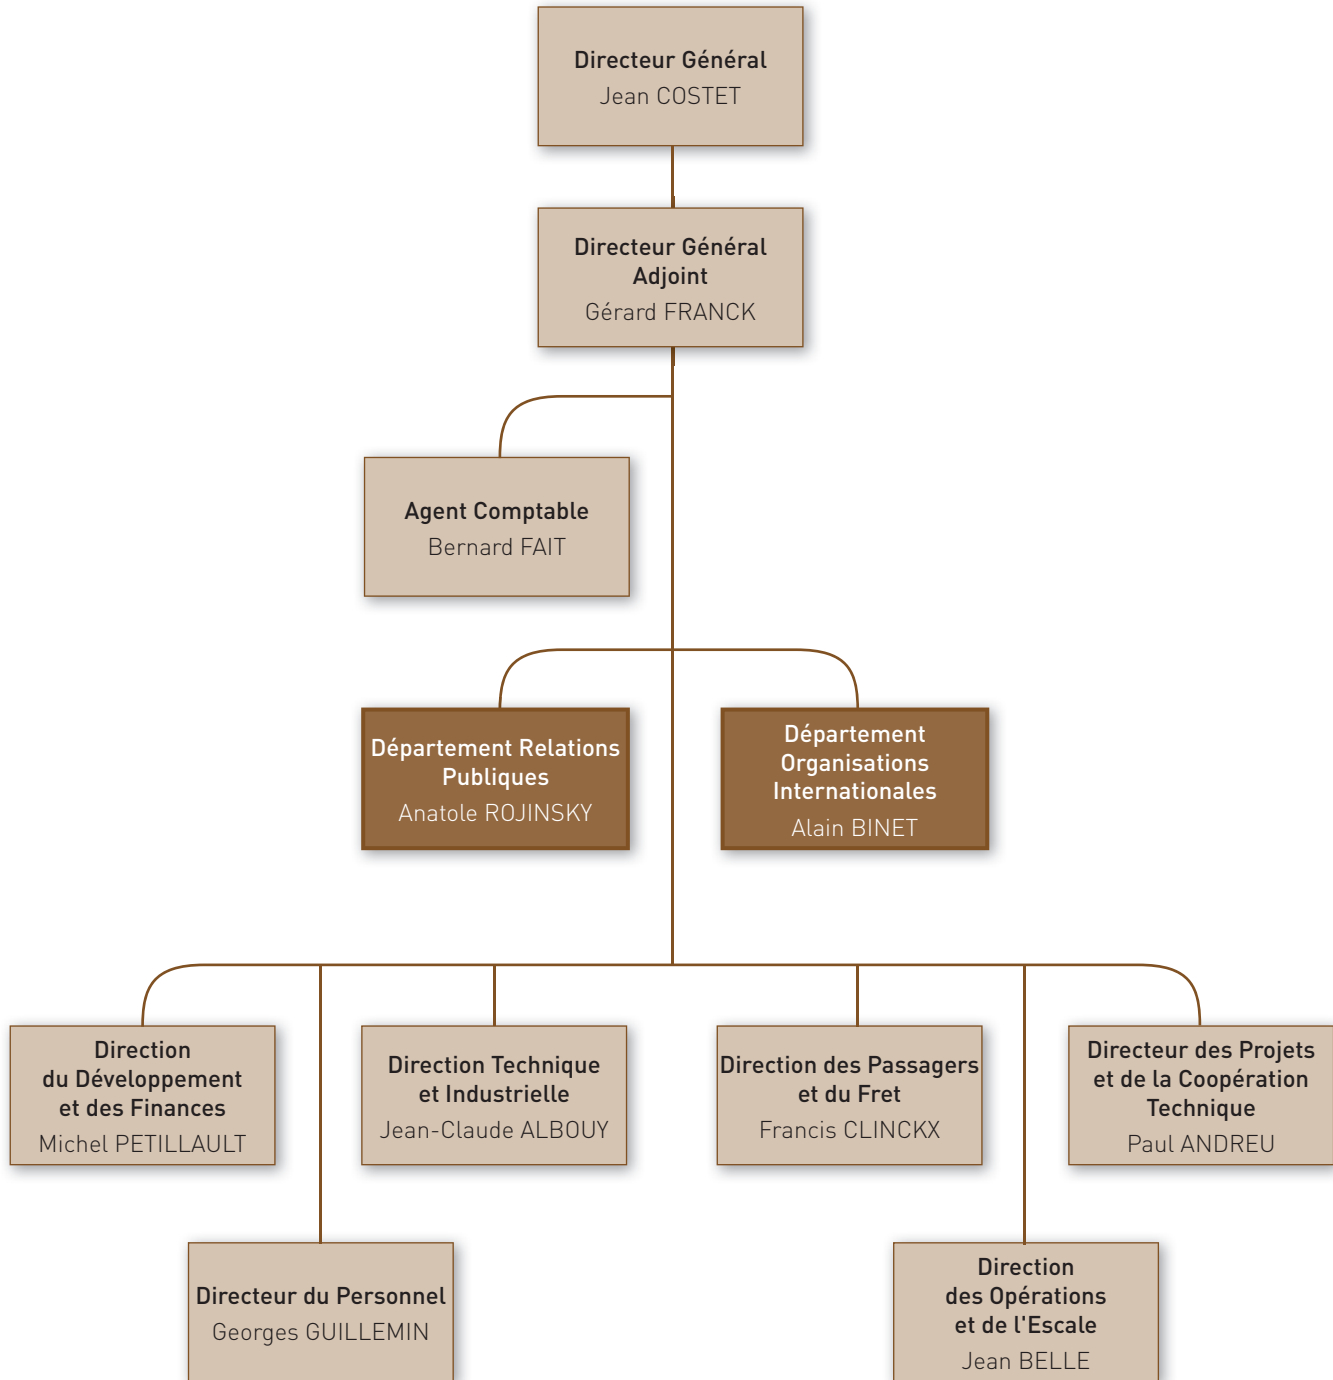 Directeur Général
Jean COSTET
Directeur Général
Adjoint
Gérard FRANCK
Agent Comptable
Bernard FAIT
Département Relations
Publiques
Anatole ROJINSKY
Département
Organisations
Internationales
Alain BINET
Direction
du Développement
et des Finances
Michel PETILLAULT
Direction Technique
et Industrielle
Jean-Claude ALBOUY
Direction des Passagers
et du Fret
Francis CLINCKX
Directeur des Projets
et de la Coopération
Technique
Paul ANDREU
Directeur du Personnel
Georges GUILLEMIN
Direction
des Opérations
et de l'Escale
Jean BELLE